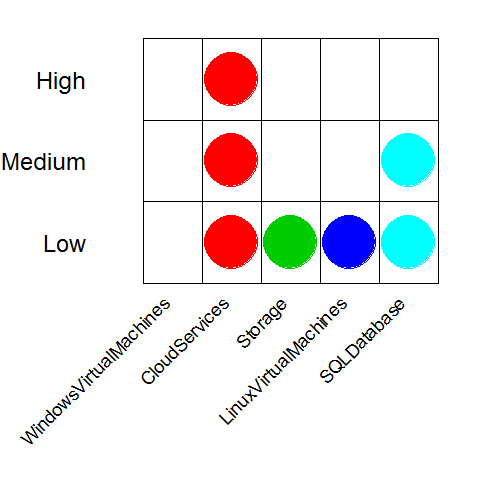 High
Medium
Low
WindowsVirtualMachines
CloudServices
Storage
LinuxVirtualMachines
SQLDatabase